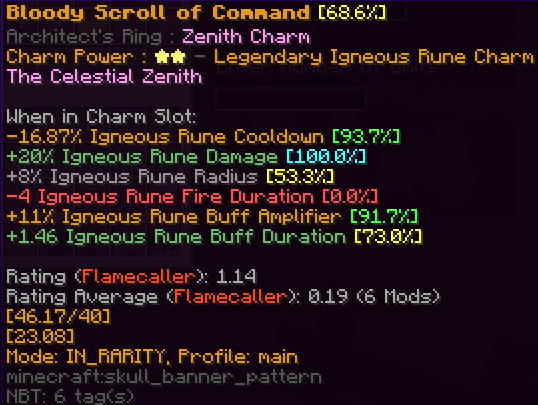 Bloody Scroll of Command [68.6%]
Architect's Ring : Zenith Charm
Charm Power : ★★ - Legendary Igneous Rune Charm
The Celestial Zenith
When in Charm Slot:
-16.87% Igneous Rune Cooldown [93.7%]
+20% Igneous Rune Damage [100.0%]
+8% Igneous Rune Radius [53.3%]
-4 Igneous Rune Fire Duration [0.0%]
+11% Igneous Rune Buff Amplifier [91.7%]
+1.46 Igneous Rune Buff Duration [73.0%]
Rating (Flamecaller): 1.14
Rating Average (Flamecaller): 0.19 (6 Mods)
[46.17/40]
[23.08]
Mode: IN_RARITY, Profile: main
minecraft:skull_banner_pattern
NBT: 6 tag(s)